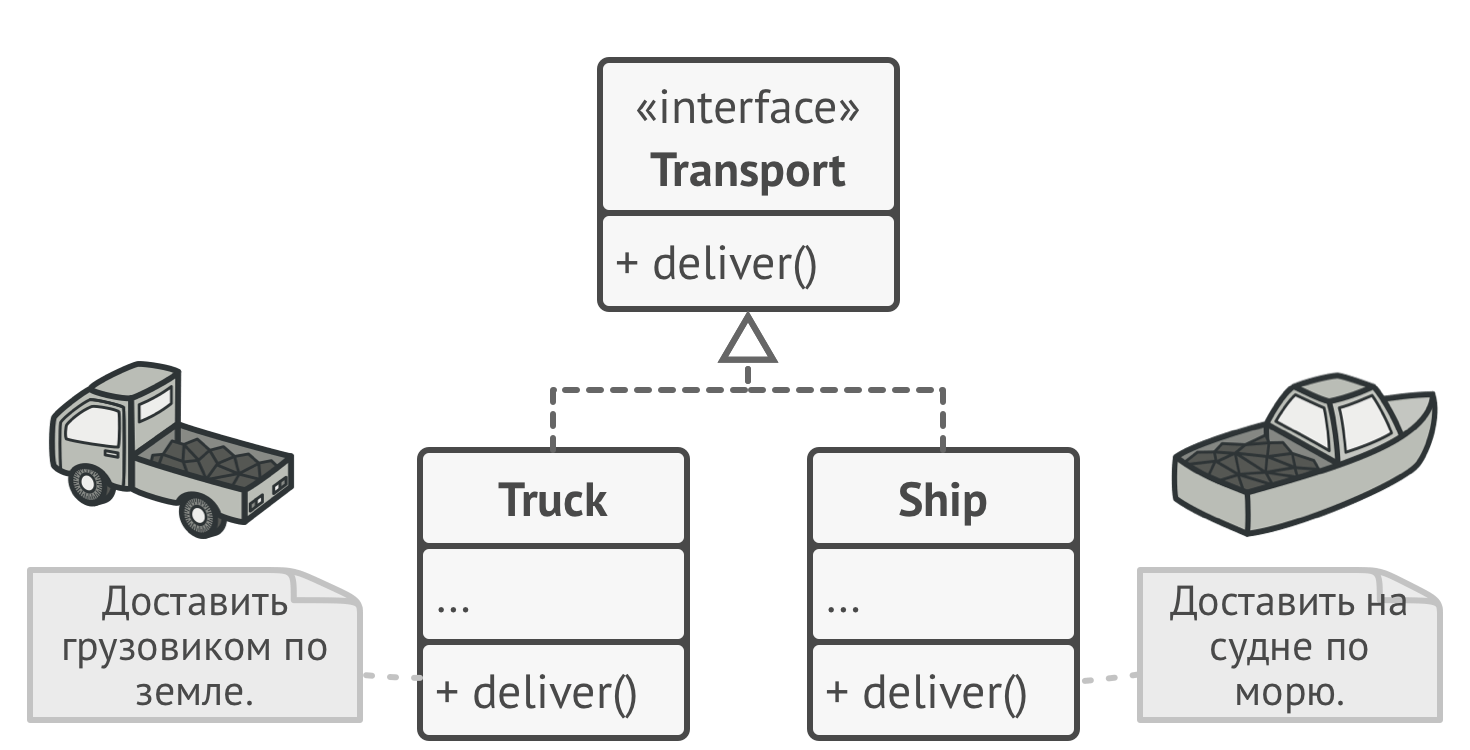 «interface»
Transport
+ deliver()
Truck
...
+ deliver()
Ship
...
+ deliver()
Доставить
грузовиком по
земле.
Доставить на
судне по
морю.